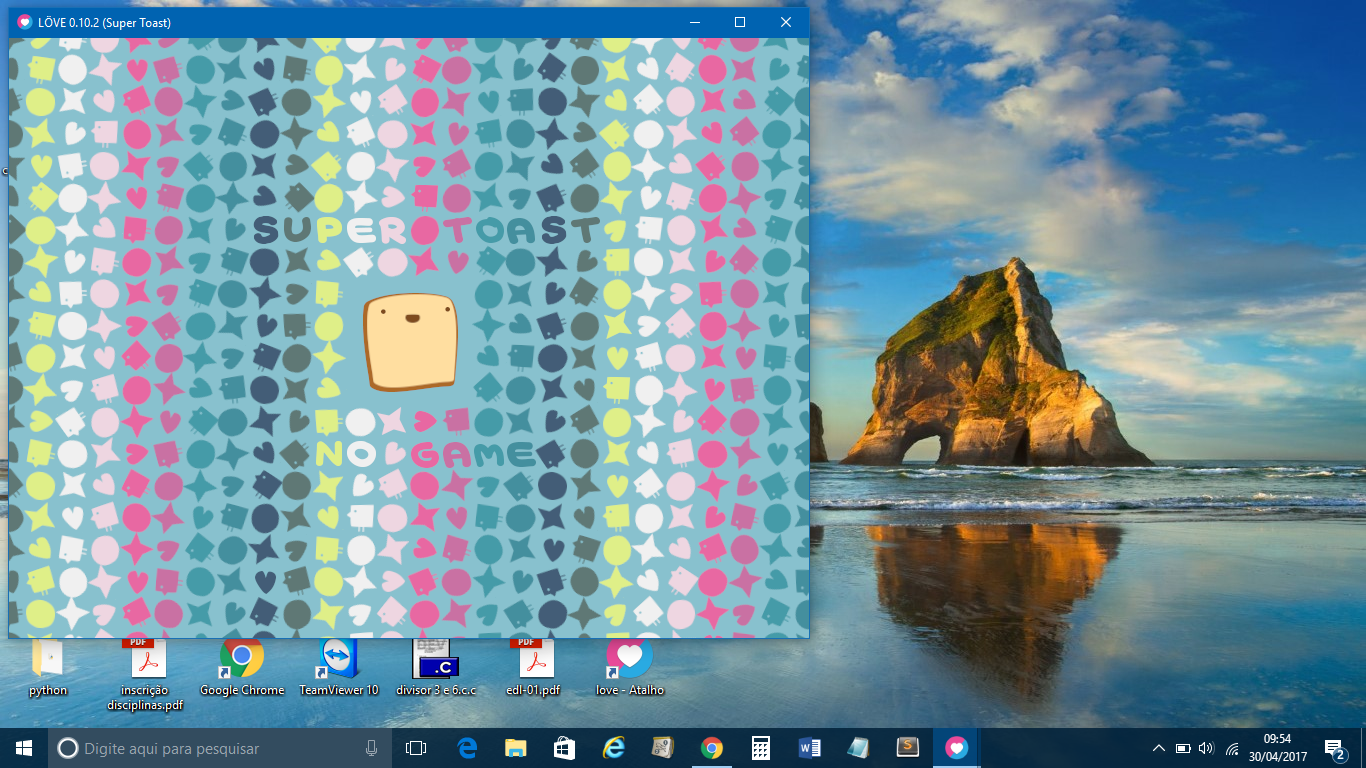 LÖVE 0.10.2 (Super Toast)
SUPER TOAST
NO GAME
PDF
PDF
.C
python
inscrição
disciplinas.pdf
Google Chrome
TeamViewer 10
divisor 3 e 6.c.c
edl-01.pdf
love - Atalho
Digite aqui para pesquisar
W
S
09:54
30/04/2017
2